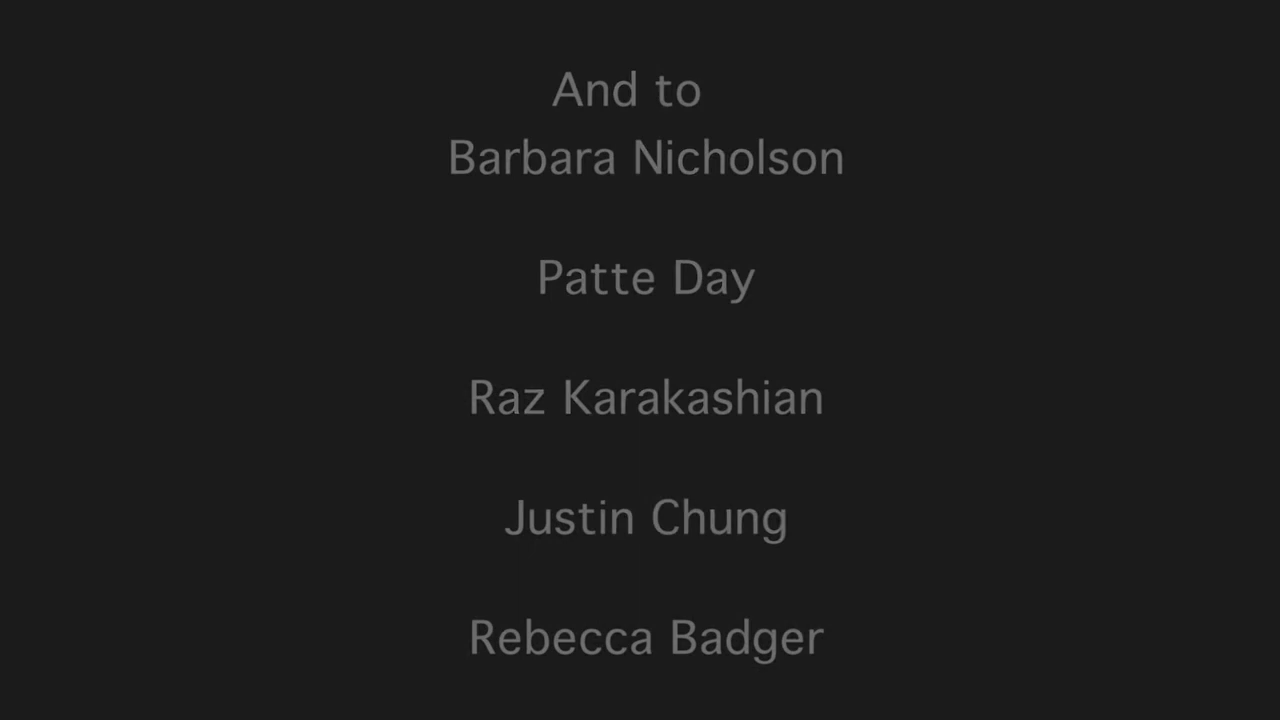 And to
Barbara Nicholson
Patte Day
Raz Karakashian
Justin Chung
Rebecca Badger